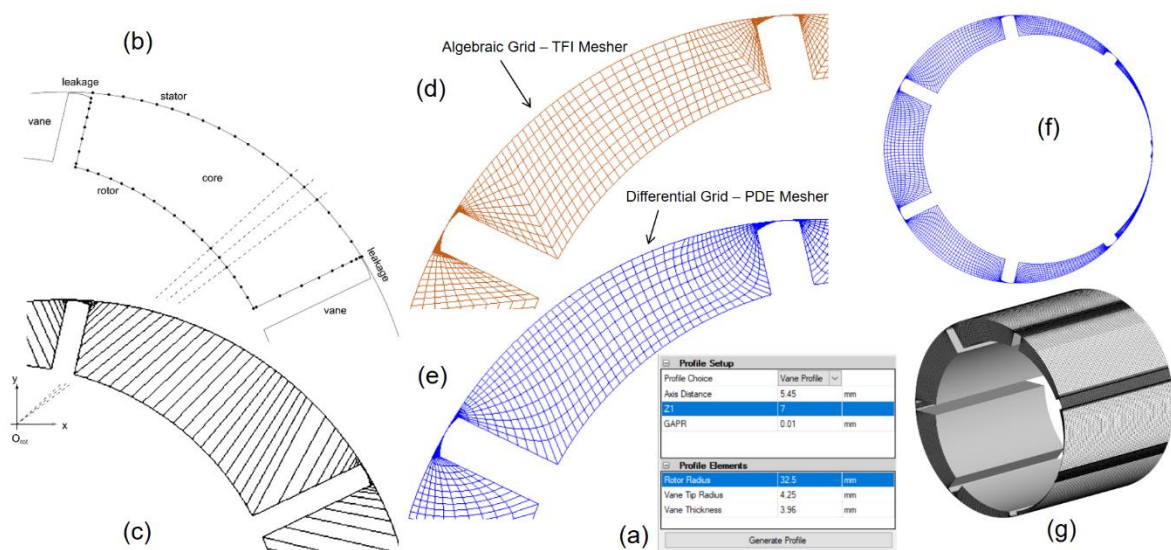 (b)
leakage
stator
vane
core
rotor
leakage
vane
y
x
Orot
(c)
Algebraic Grid – TFI Mesher
(d)
Differential Grid – PDE Mesher
(e)
(f)
(g)
Profile Setup
Profile Choice Vane Profile
Axis Distance 5.45 mm
Z1 7
GAPR 0.01 mm
Profile Elements
Rotor Radius 32.5 mm
Vane Tip Radius 4.25 mm
Vane Thickness 3.96 mm
Generate Profile
(a)